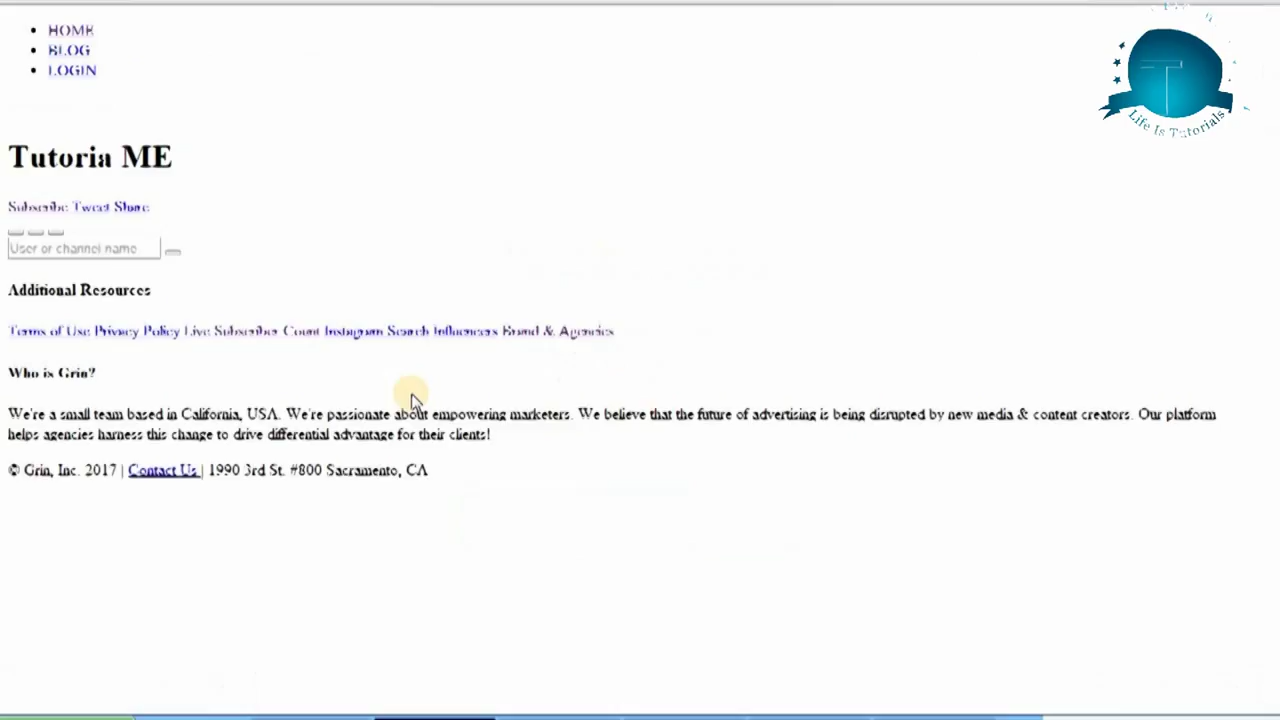 HOME
BLOG
LOGIN
Life Is Tutorials
Tutoria ME
Subscribe Tweet Share
User or channel name
Additional Resources
Terms of Use Privacy Policy Live Subscriber Count Instagram Search Influencers Brand & Agencies
Who is Grin?
We're a small team based in California, USA. We're passionate about empowering marketers. We believe that the future of advertising is being disrupted by new media & content creators. Our platform
helps agencies harness this change to drive differential advantage for their clients!
© Grin, Inc. 2017 | Contact Us | 1990 3rd St. #800 Sacramento, CA